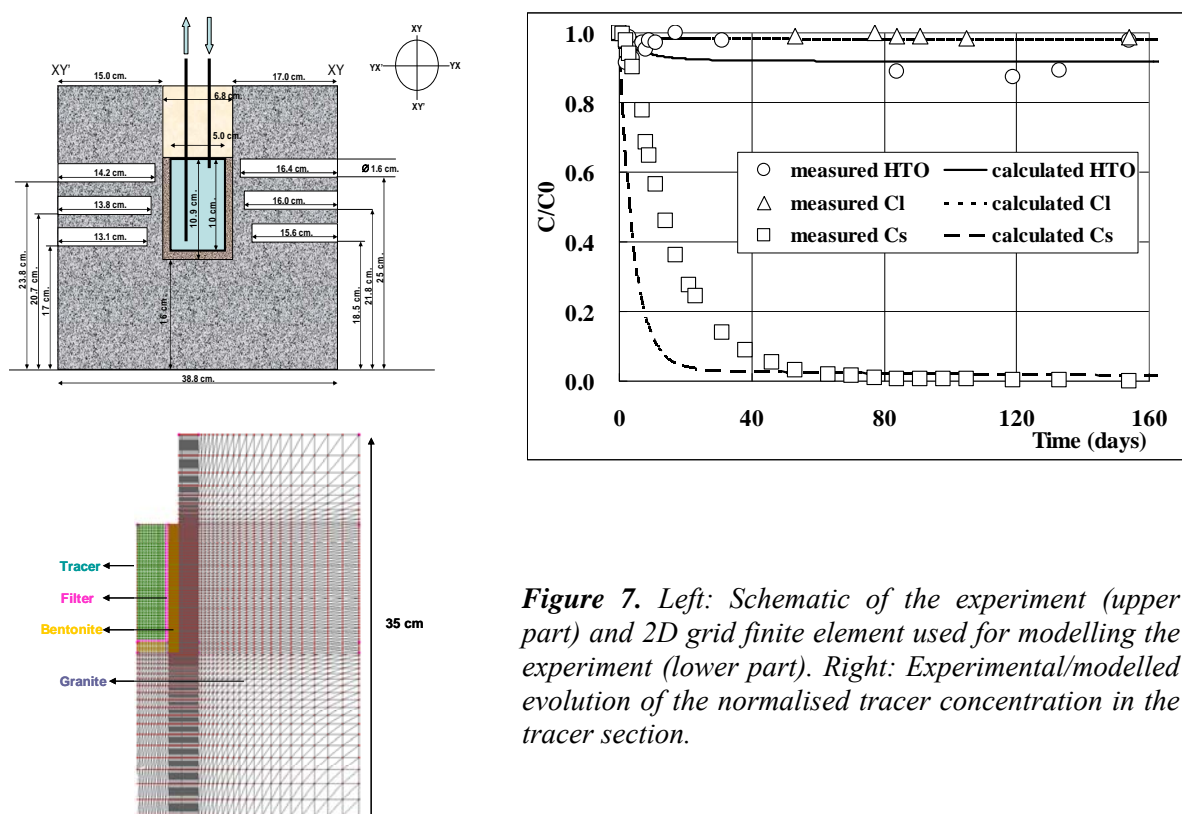 XY'
XY
15.0 cm.
17.0 cm.
6.8 cm.
5.0 cm.
YX'
YX
XY
XY'
14.2 cm.
13.8 cm.
13.1 cm.
16.4 cm.
Ø 1.6 cm.
16.0 cm.
15.6 cm.
10.9 cm.
10 cm.
23.8 cm.
20.7 cm.
17 cm.
16 cm.
18.5 cm.
21.8 cm.
25 cm.
38.8 cm.
Tracer
Filter
Bentonite
Granite
35 cm
C/C0
1.0
0.8
0.6
0.4
0.2
0.0
0
40
80
120
160
Time (days)
measured HTO
calculated HTO
measured Cl
calculated Cl
measured Cs
calculated Cs
Figure 7. Left: Schematic of the experiment (upper
part) and 2D grid finite element used for modelling the
experiment (lower part). Right: Experimental/modelled
evolution of the normalised tracer concentration in the
tracer section.